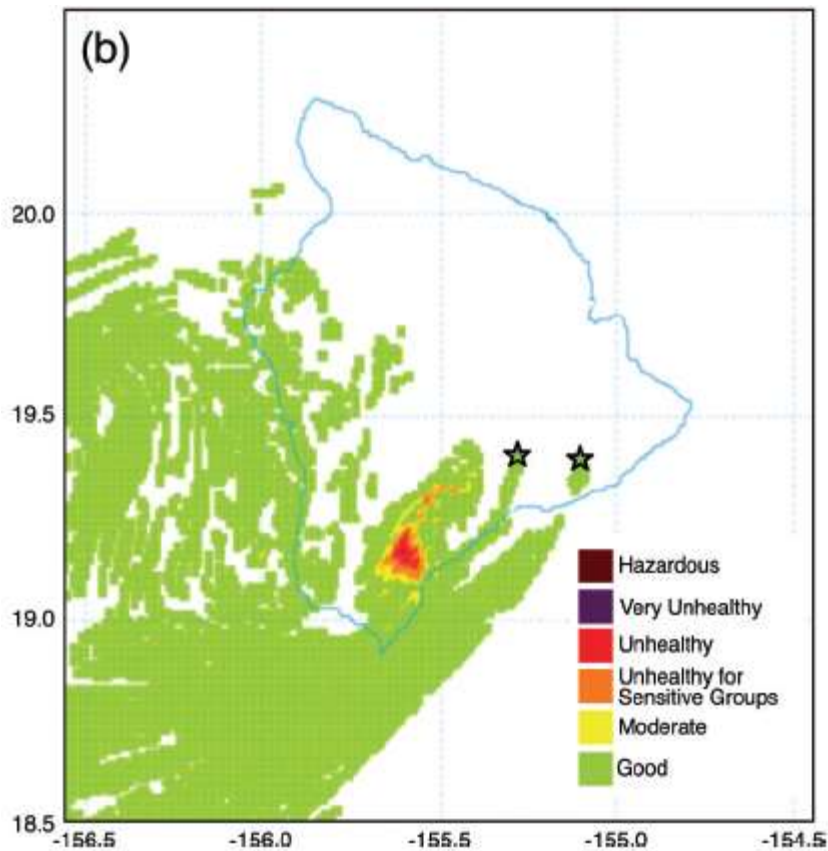 (b)
20.0
19.5
19.0
18.5
-156.5
-156.0
-155.5
-155.0
-154.5
Hazardous
Very Unhealthy
Unhealthy
Unhealthy for
Sensitive Groups
Moderate
Good